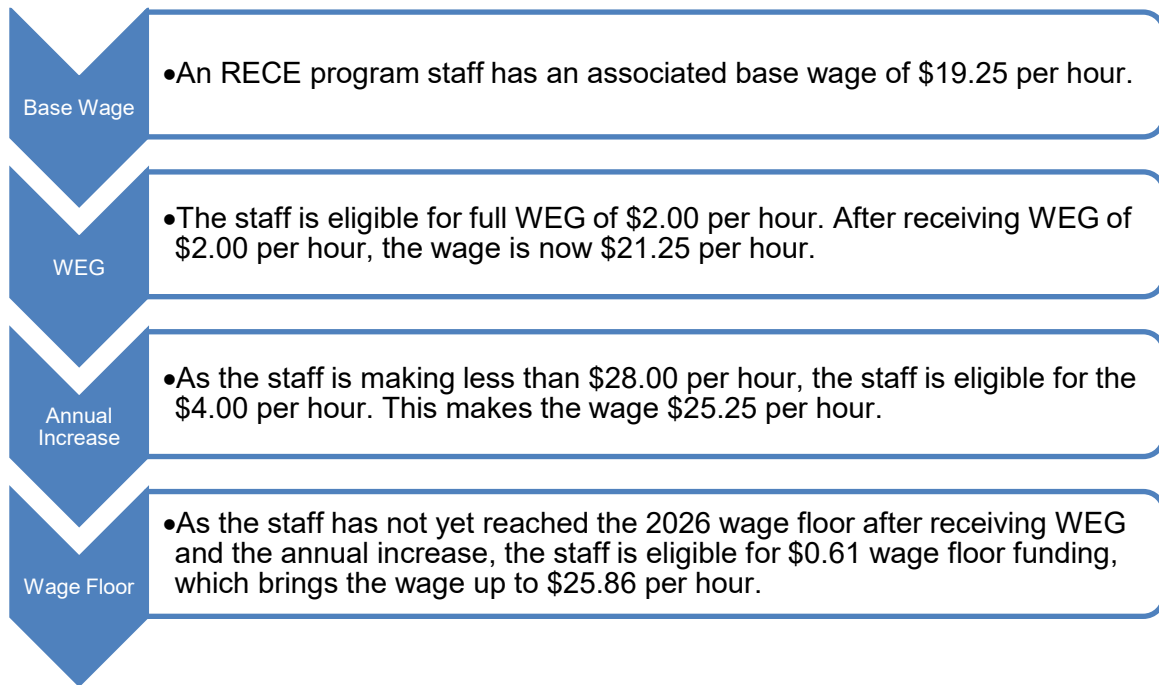 Base Wage
•An RECE program staff has an associated base wage of $19.25 per hour.
WEG
•The staff is eligible for full WEG of $2.00 per hour. After receiving WEG of
$2.00 per hour, the wage is now $21.25 per hour.
Annual
Increase
•As the staff is making less than $28.00 per hour, the staff is eligible for the
$4.00 per hour. This makes the wage $25.25 per hour.
Wage Floor
•As the staff has not yet reached the 2026 wage floor after receiving WEG
and the annual increase, the staff is eligible for $0.61 wage floor funding,
which brings the wage up to $25.86 per hour.